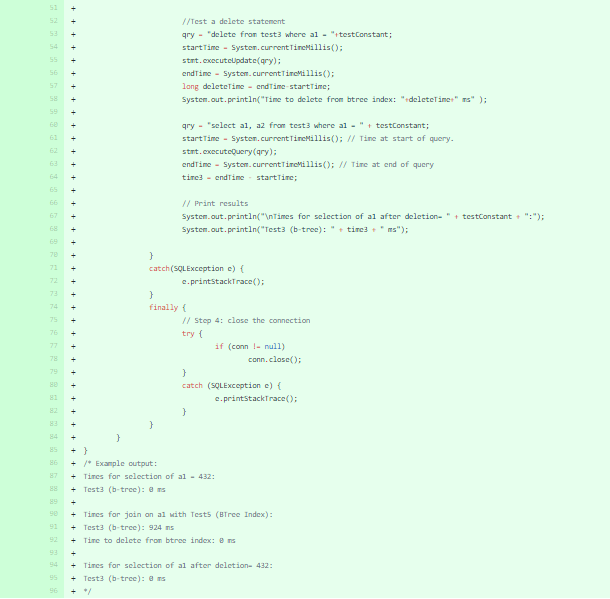 51 +
52 + //Test a delete statement
53 + qry = "delete from test3 where a1 = "+testConstant;
54 + startTime = System.currentTimeMillis();
55 + stmt.executeUpdate(qry);
56 + endTime = System.currentTimeMillis();
57 + long deleteTime = endTime-startTime;
58 + System.out.println("Time to delete from btree index: "+deleteTime+" ms" );
59 +
60 + qry = "select a1, a2 from test3 where a1 = " + testConstant;
61 + startTime = System.currentTimeMillis(); // Time at start of query.
62 + stmt.executeQuery(qry);
63 + endTime = System.currentTimeMillis(); // Time at end of query
64 + time3 = endTime - startTime;
65 +
66 + // Print results
67 + System.out.println("\nTimes for selection of a1 after deletion= " + testConstant + ":");
68 + System.out.println("Test3 (b-tree): " + time3 + " ms");
69 +
70 + }
71 + catch(SQLException e) {
72 + e.printStackTrace();
73 + }
74 + finally {
75 + // Step 4: close the connection
76 + try {
77 + if (conn != null)
78 + conn.close();
79 + }
80 + catch (SQLException e) {
81 + e.printStackTrace();
82 + }
83 + }
84 + }
85 + }
86 + /* Example output:
87 + Times for selection of a1 = 432:
88 + Test3 (b-tree): 0 ms
89 +
90 + Times for join on a1 with Test5 (BTree Index):
91 + Test3 (b-tree): 924 ms
92 + Time to delete from btree index: 0 ms
93 +
94 + Times for selection of a1 after deletion= 432:
95 + Test3 (b-tree): 0 ms
96 + */